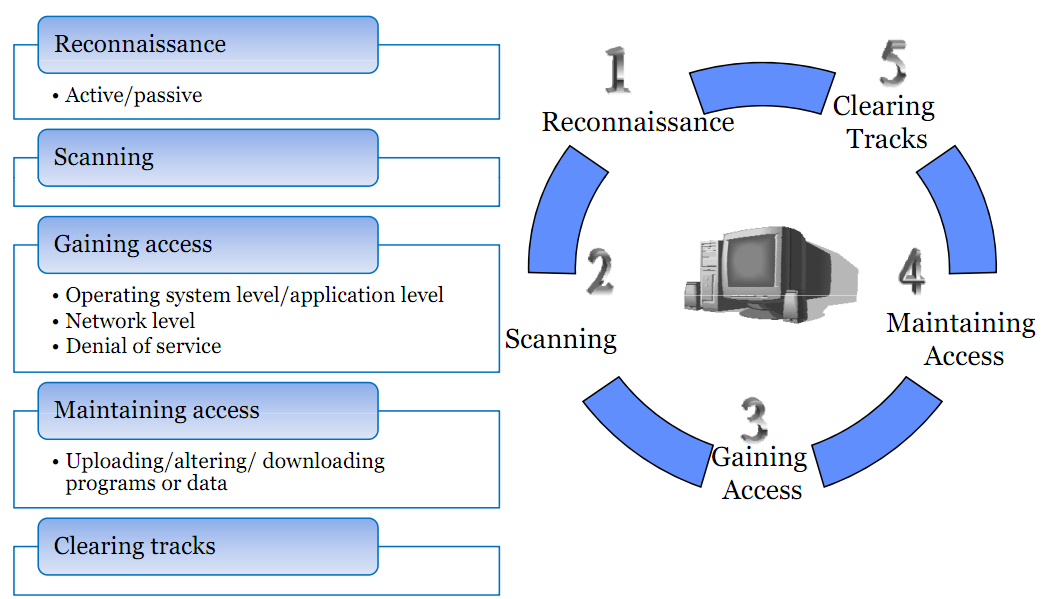 Reconnaissance
• Active/passive
Scanning
Gaining access
• Operating system level/application level
• Network level
• Denial of service
Maintaining access
• Uploading/altering/ downloading
programs or data
Clearing tracks
1
Reconnaissance
5
Clearing
Tracks
2
Scanning
4
Maintaining
Access
3
Gaining
Access